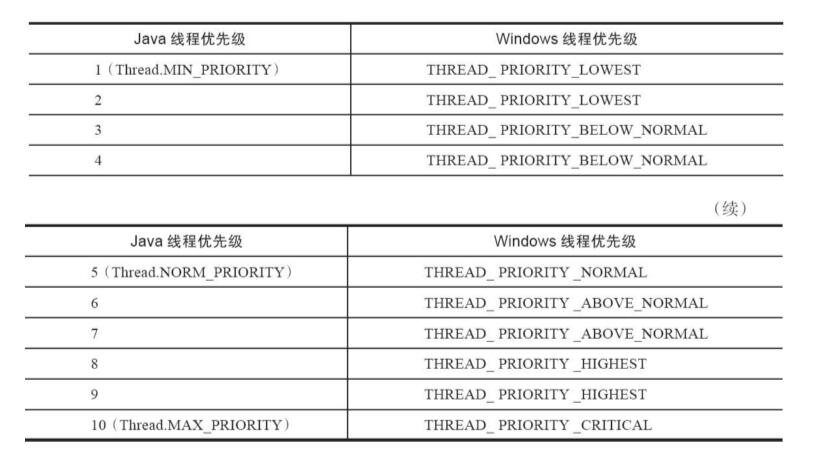 Java 线程优先级 Windows 线程优先级
1（Thread.MIN_PRIORITY） THREAD_ PRIORITY_LOWEST
2 THREAD_ PRIORITY_LOWEST
3 THREAD_ PRIORITY_BELOW_NORMAL
4 THREAD_ PRIORITY_BELOW_NORMAL
（续）
Java 线程优先级 Windows 线程优先级
5（Thread.NORM_PRIORITY） THREAD_ PRIORITY _NORMAL
6 THREAD_ PRIORITY _ABOVE_NORMAL
7 THREAD_ PRIORITY _ABOVE_NORMAL
8 THREAD_ PRIORITY _HIGHEST
9 THREAD_ PRIORITY _HIGHEST
10（Thread.MAX_PRIORITY） THREAD_ PRIORITY _CRITICAL